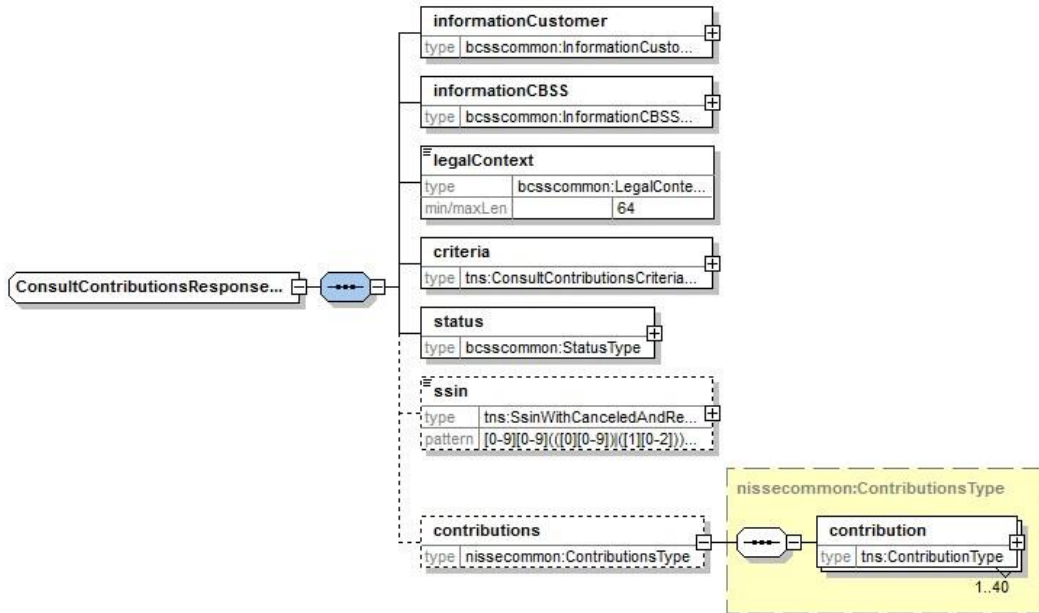 informationCustomer
type bcsscommon:InformationCusto...
informationCBSS
type bcsscommon:InformationCBSS...
legalContext
type bcsscommon:LegalConte...
min/maxLen 64
criteria
type tns:ConsultContributionsCriteria...
ConsultContributionsResponse...
status
type bcsscommon:StatusType
ssin
type tns:SsinWithCanceledAndRe...
pattern [0-9][0-9](([0][0-9])|([1][0-2]))...
nissecommon:ContributionsType
contributions
type nissecommon:ContributionsType
contribution
type tns:ContributionType
1..40